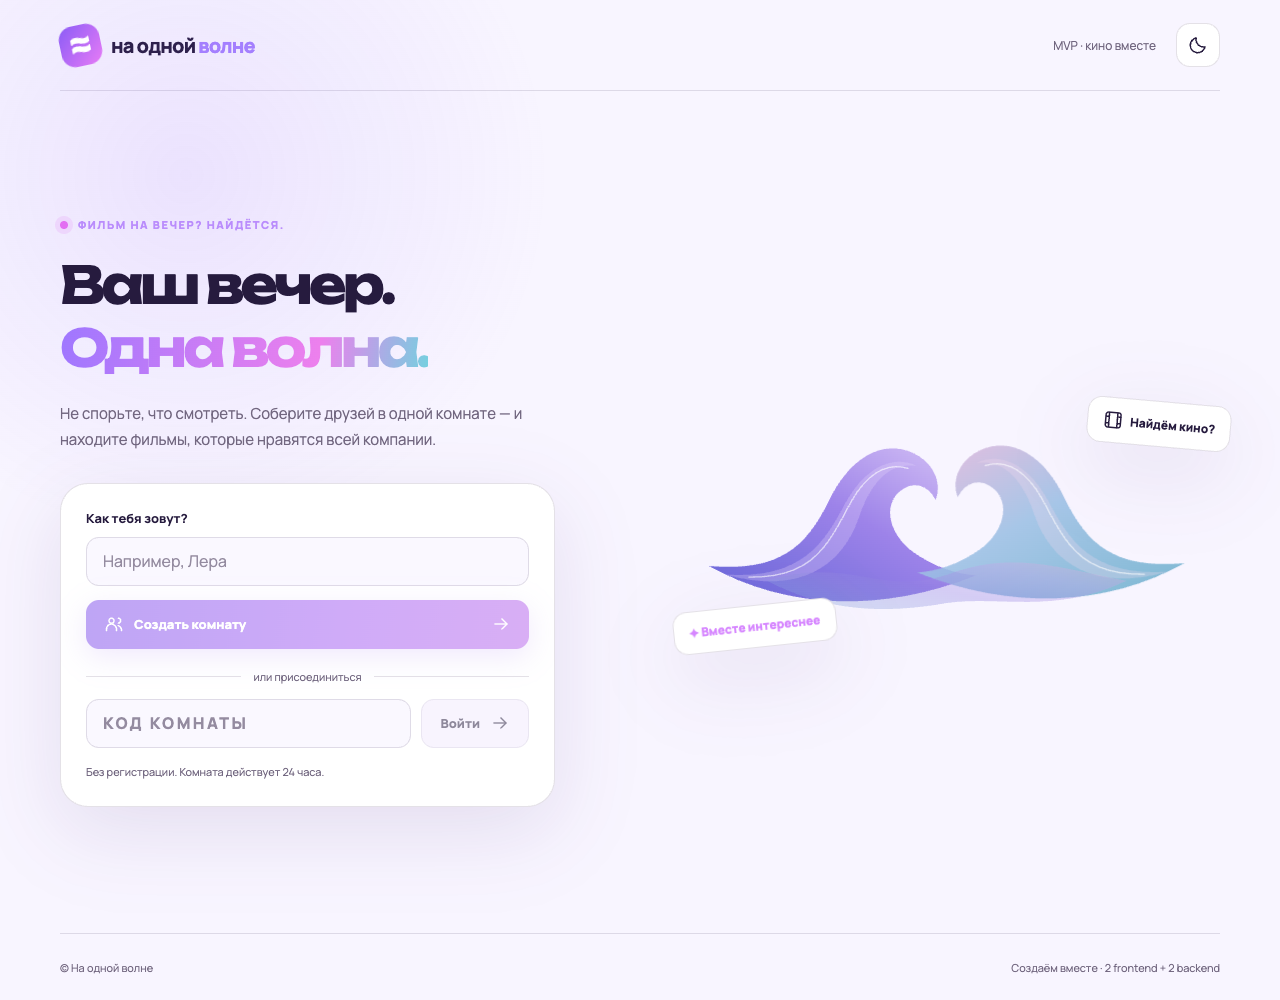 на одной волне
MVP · кино вместе
ФИЛЬМ НА ВЕЧЕР? НАЙДЁТСЯ.
Ваш вечер.
Одна волна.
Не спорьте, что смотреть. Соберите друзей в одной комнате — и
находите фильмы, которые нравятся всей компании.
Как тебя зовут?
Например, Лера
Создать комнату
или присоединиться
КОД КОМНАТЫ
Войти
Без регистрации. Комната действует 24 часа.
Найдём кино?
✦ Вместе интереснее
© На одной волне
Создаём вместе · 2 frontend + 2 backend